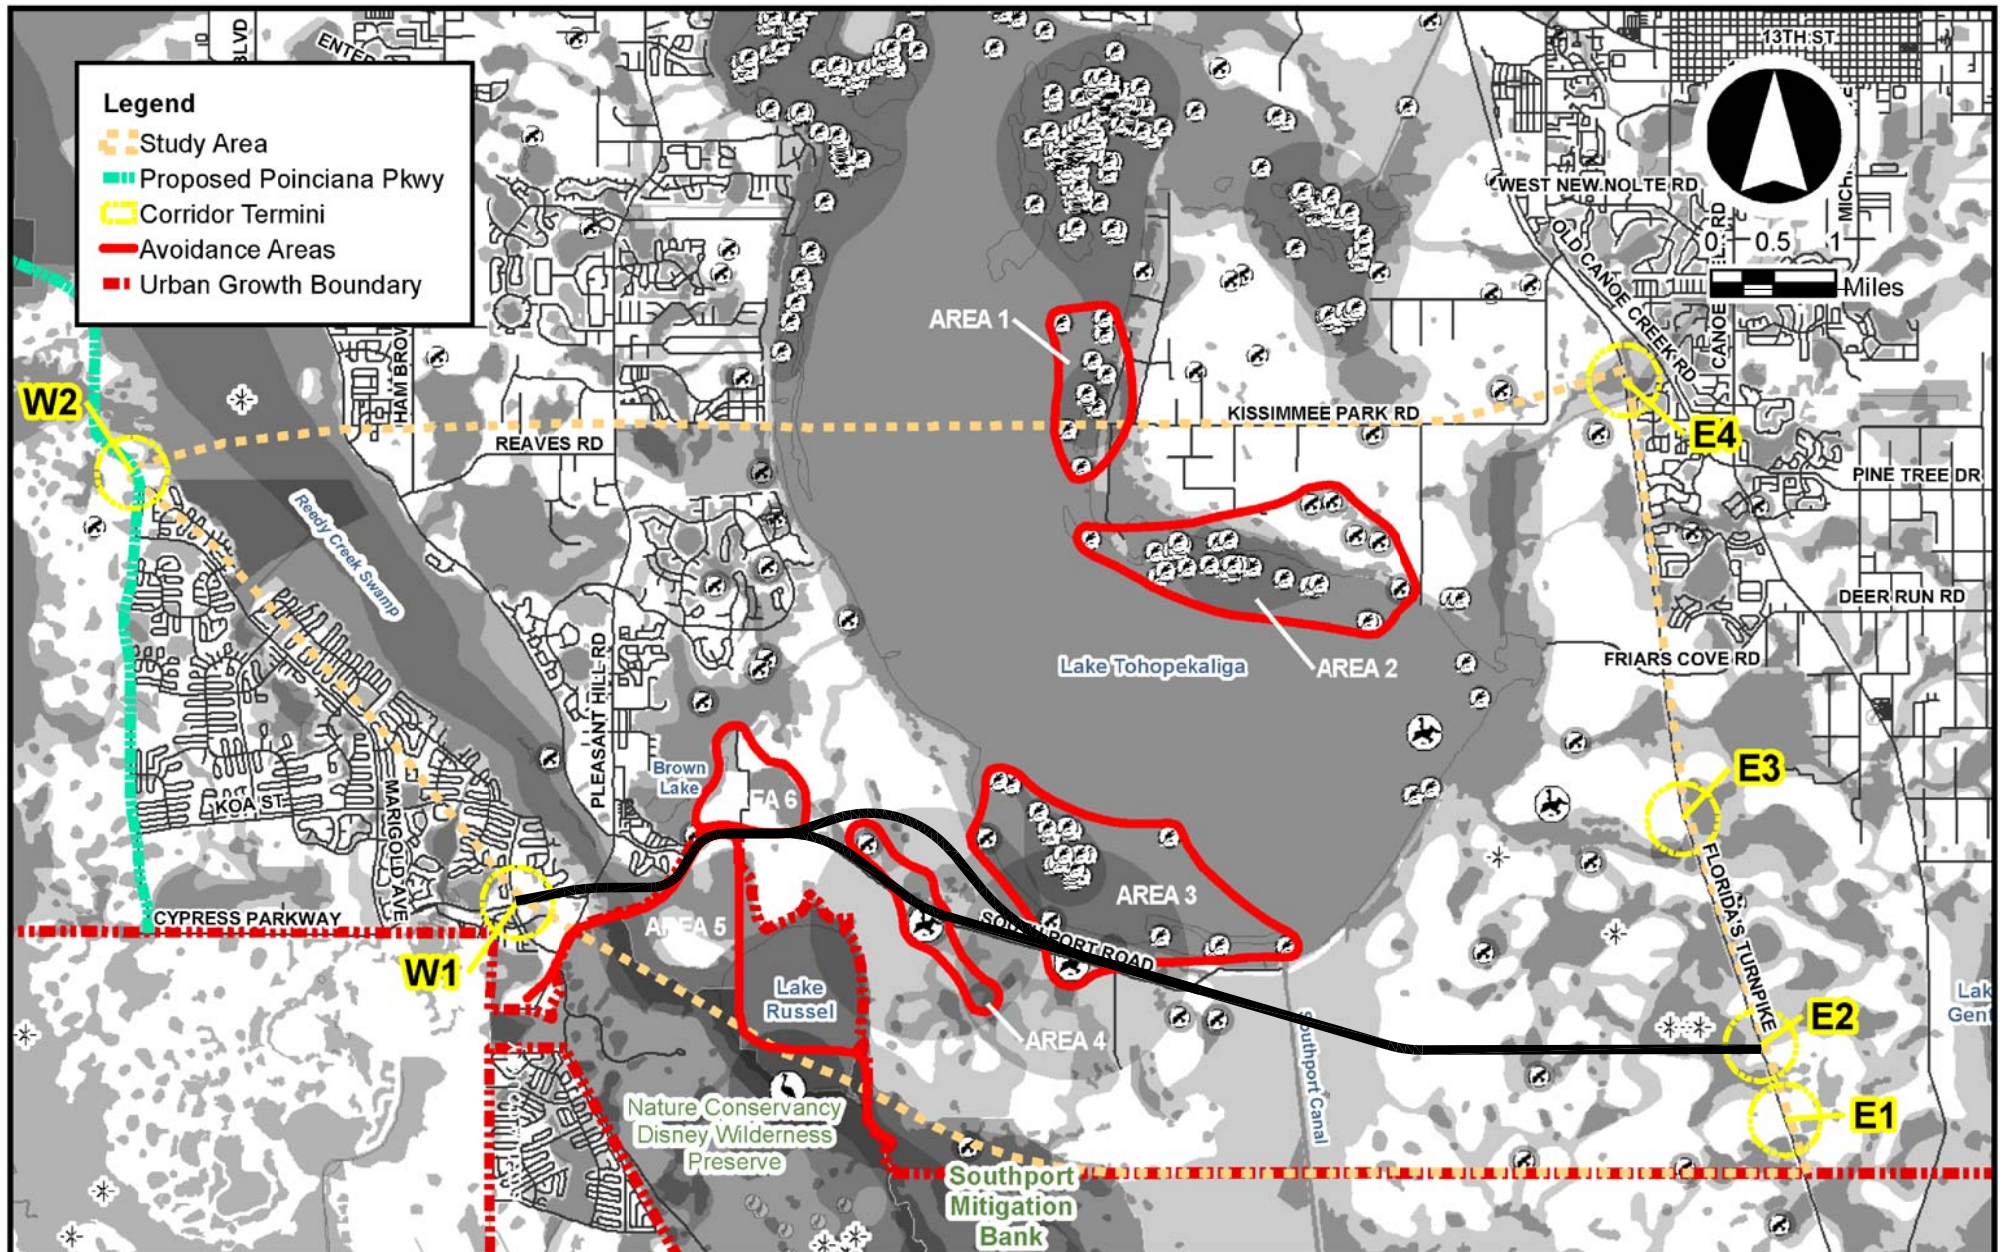 BLVD
13TH ST
Legend
Study Area
Proposed Poinciana Pkwy
Corridor Termini
Avoidance Areas
Urban Growth Boundary
WEST NEW NOLTE RD
OLD CANOE CREEK RD
0 0.5 1
Miles
AREA 1
W2
KISSIMMEE PARK RD
REAVES RD
E4
PINE TREE DR
Reedy Creek Swamp
DEER RUN RD
FRIARS COVE RD
Lake Tohopekaliga
AREA 2
PLEASANT HILL RD
Brown
Lake
E3
KOA ST
MARIGOLD AVE
AREA 3
FLORIDA'S TURNPIKE
CYPRESS PARKWAY
AREA 5
SOUTHPORT ROAD
W1
Lake
Russel
AREA 4
Southport Canal
E2
E1
Nature Conservancy
Disney Wilderness
Preserve
Southport
Mitigation
Bank